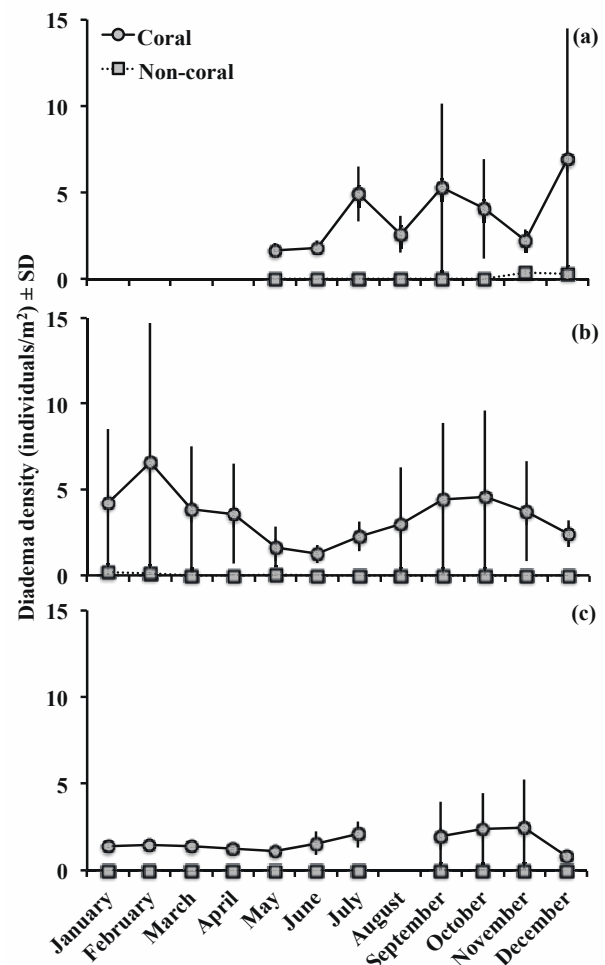 Diadema density (individuals/m²) ± SD
15
(a)
Coral
Non-coral
10
5
0
15
(b)
10
5
0
15
(c)
10
5
0
January
February
March
April
May
June
July
August
September
October
November
December